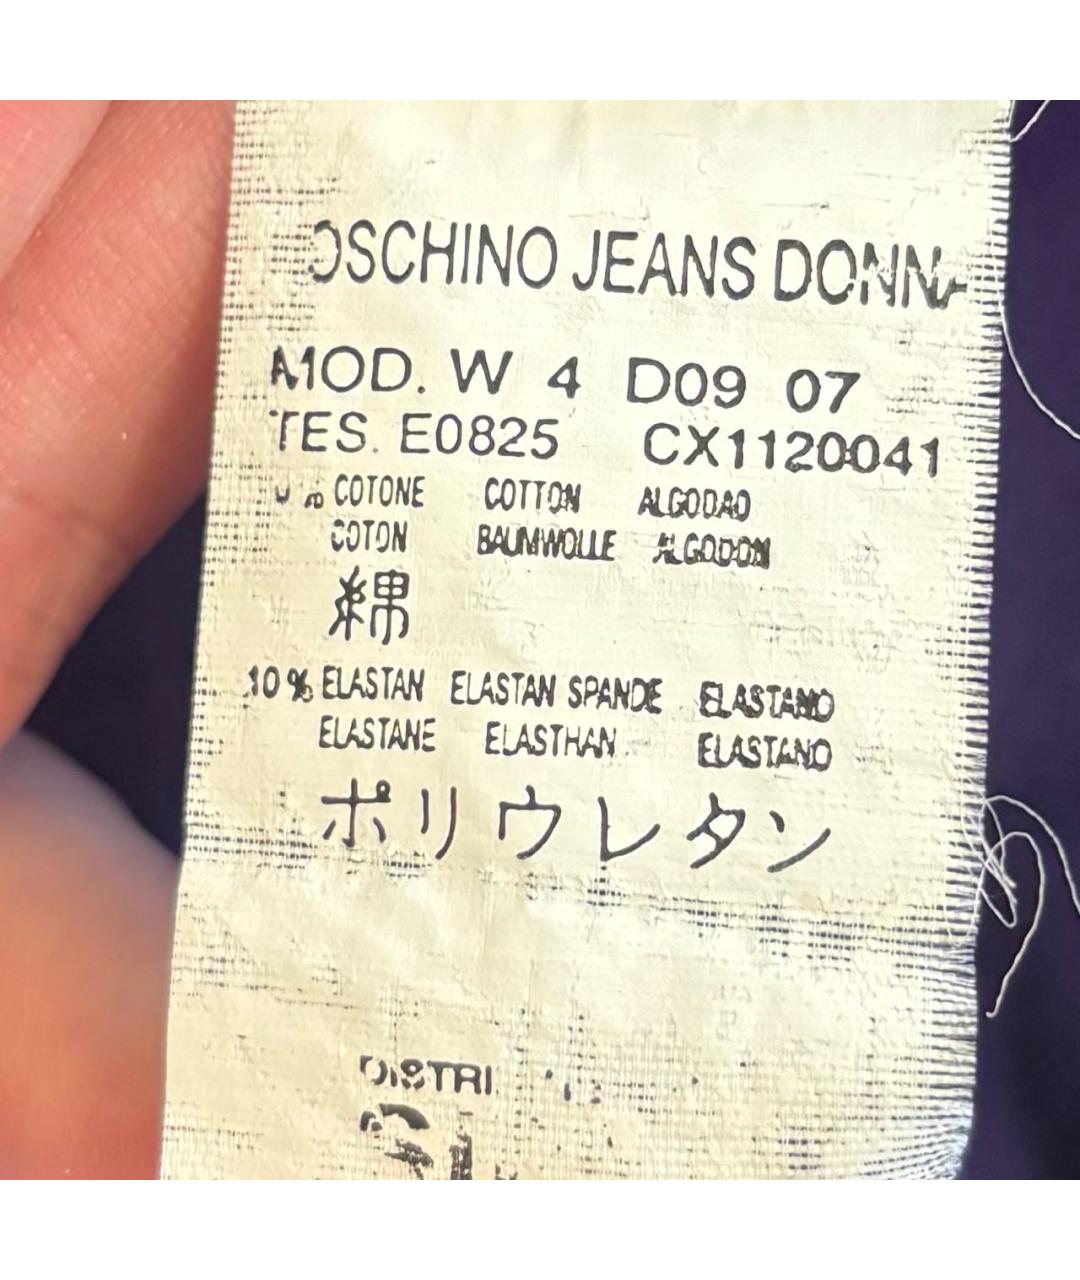 OSCHINO JEANS DONNA
MOD. W 4 D09 07
TES. E0825 CX1120041
COTONE COTTON ALGODAO
COTON BAUMWOLLE ALGODON
綿
10 % ELASTAN ELASTAN SPANDE ELASTANO
ELASTANE ELASTHAN ELASTANO
ポリウレタン
DISTRI